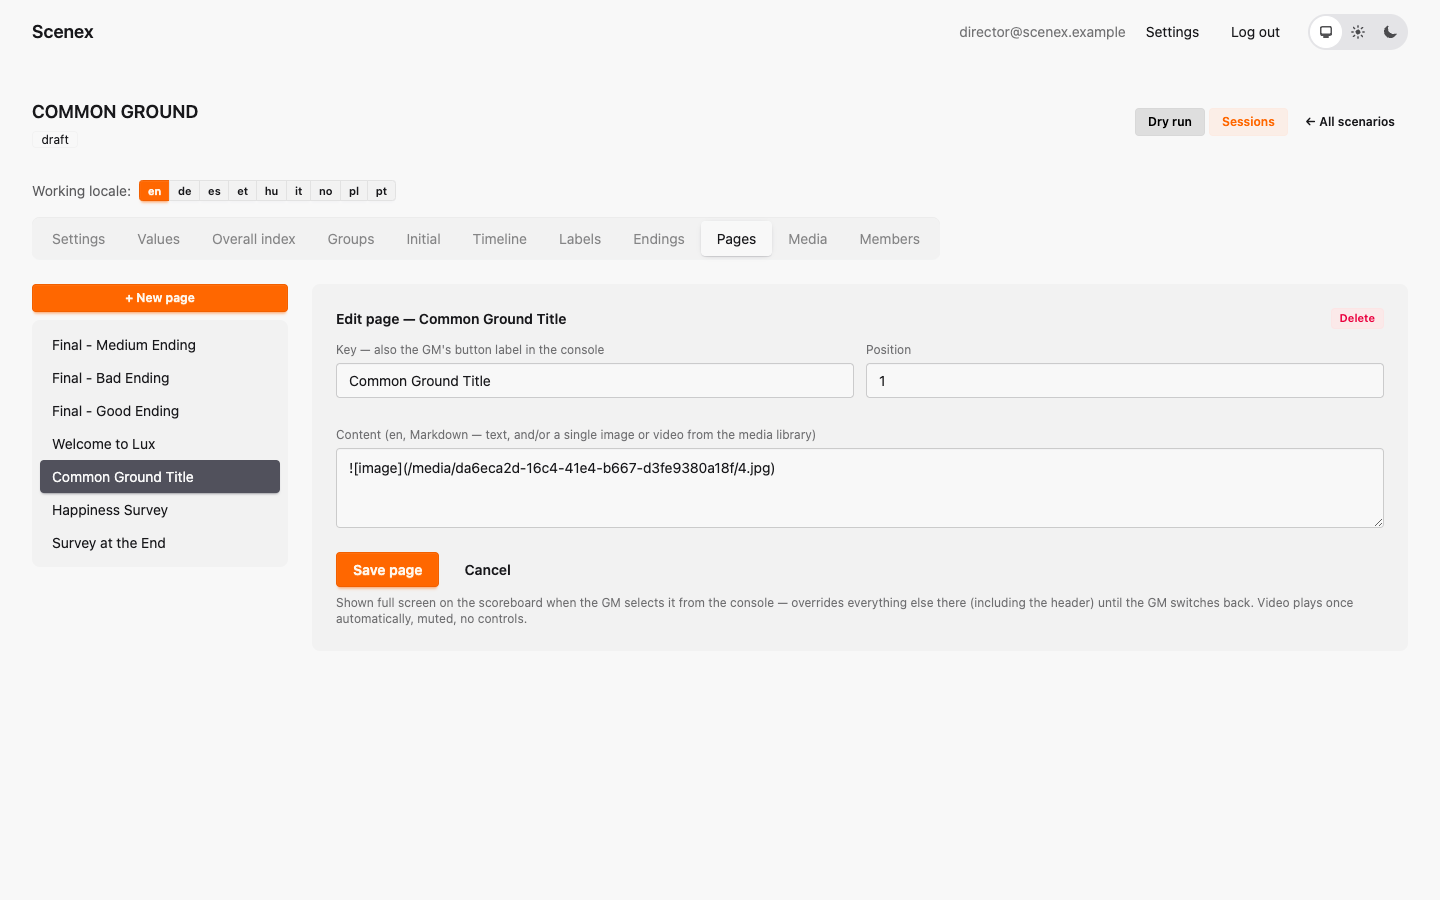 Scenex
director@scenex.example
Settings
Log out
COMMON GROUND
draft
Dry run
Sessions
← All scenarios
Working locale:
en
de
es
et
hu
it
no
pl
pt
Settings
Values
Overall index
Groups
Initial
Timeline
Labels
Endings
Pages
Media
Members
+ New page
Final - Medium Ending
Final - Bad Ending
Final - Good Ending
Welcome to Lux
Common Ground Title
Happiness Survey
Survey at the End
Edit page — Common Ground Title
Delete
Key — also the GM's button label in the console
Position
Common Ground Title
1
Content (en, Markdown — text, and/or a single image or video from the media library)
![image](/media/da6eca2d-16c4-41e4-b667-d3fe9380a18f/4.jpg)
Save page
Cancel
Shown full screen on the scoreboard when the GM selects it from the console — overrides everything else there (including the header) until the GM switches back. Video plays once
automatically, muted, no controls.